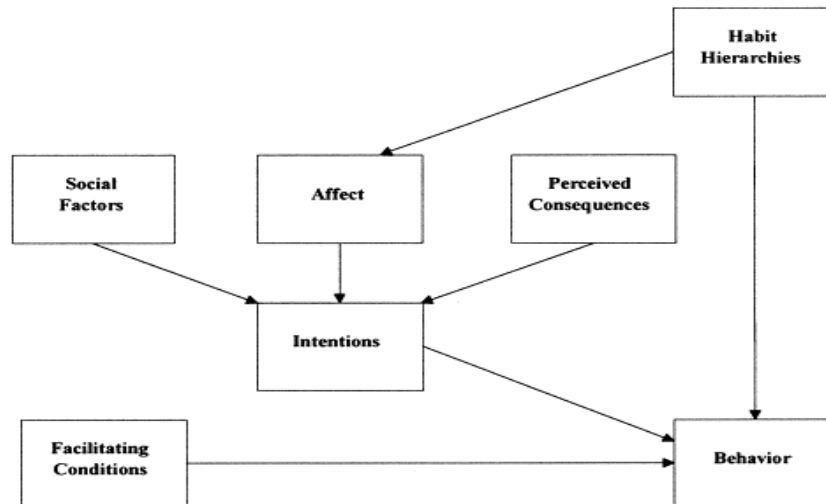 Habit
Hierarchies
Social
Factors
Affect
Perceived
Consequences
Intentions
Facilitating
Conditions
Behavior